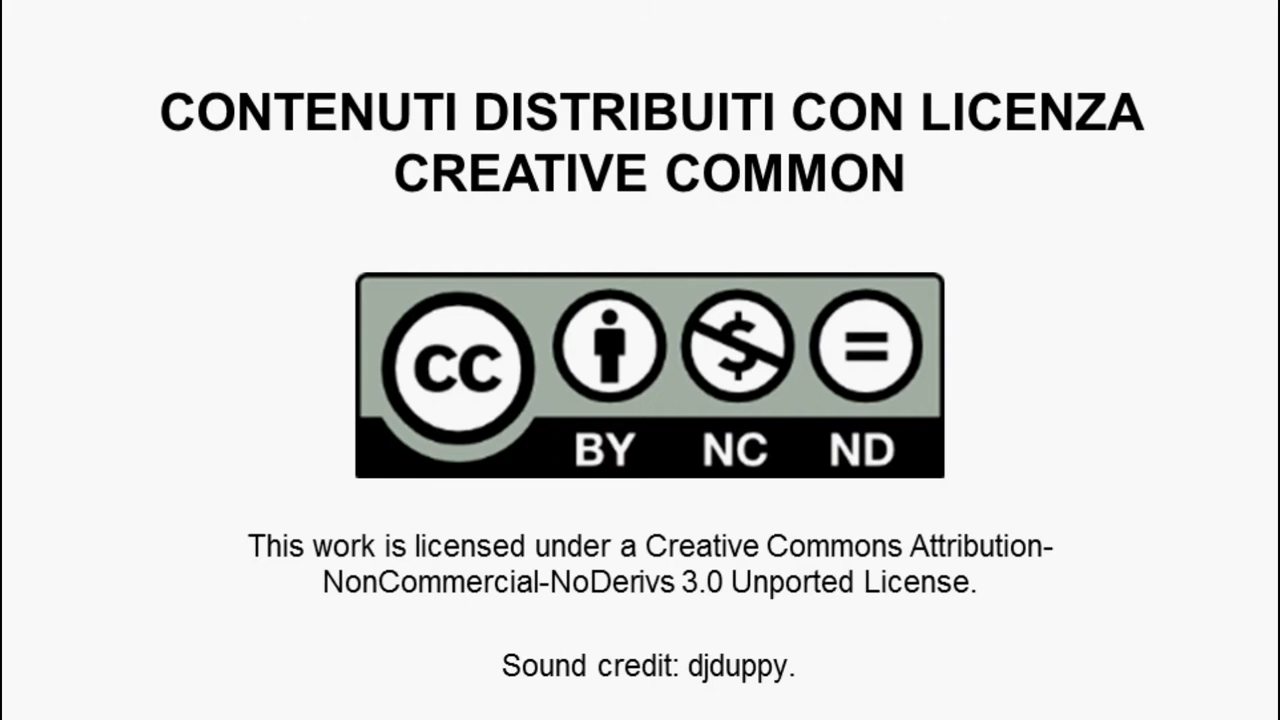 CONTENUTI DISTRIBUITI CON LICENZA
CREATIVE COMMON
CC
BY NC ND
This work is licensed under a Creative Commons Attribution-
NonCommercial-NoDerivs 3.0 Unported License.
Sound credit: djduppy.